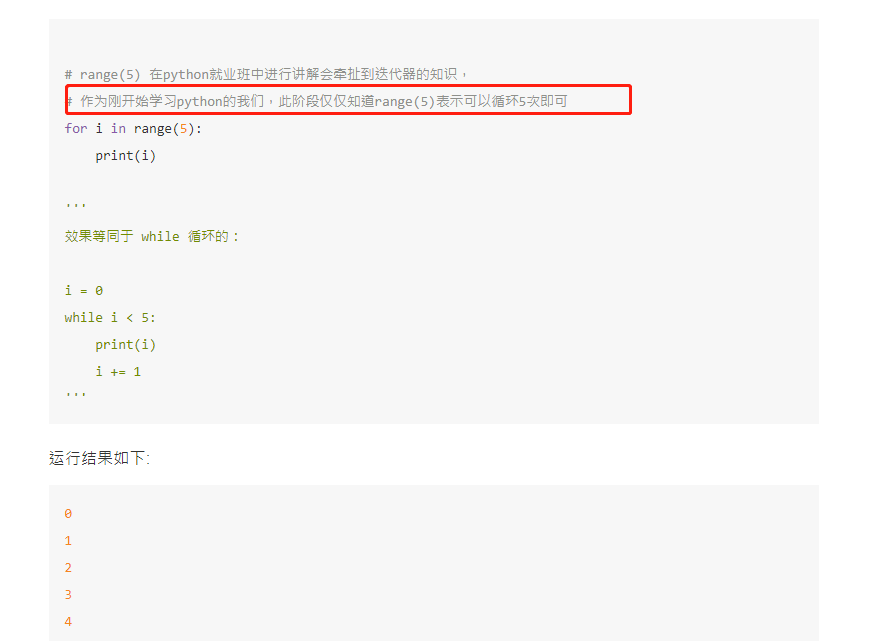 # range(5) 在python就业班中进行讲解会牵扯到迭代器的知识，
# 作为刚开始学习python的我们，此阶段仅仅知道range(5)表示可以循环5次即可
for i in range(5):
    print(i)
'''
效果等同于 while 循环的：
i = 0
while i < 5:
    print(i)
    i += 1
'''
运行结果如下:
0
1
2
3
4